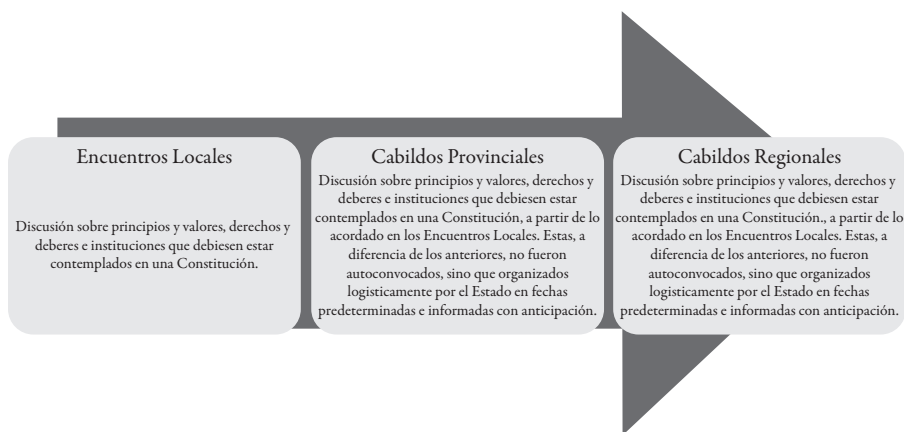 Encuentros Locales
Discusión sobre principios y valores, derechos y
deberes e instituciones que debiesen estar
contemplados en una Constitución.
Cabildos Provinciales
Discusión sobre principios y valores, derechos y
deberes e instituciones que debiesen estar
contemplados en una Constitución, a partir de lo
acordado en los Encuentros Locales. Estas, a
diferencia de los anteriores, no fueron
autoconvocados, sino que organizados
logisticamente por el Estado en fechas
predeterminadas e informadas con anticipación.
Cabildos Regionales
Discusión sobre principios y valores, derechos y
deberes e instituciones que debiesen estar
contemplados en una Constitución., a partir de lo
acordado en los Encuentros Locales. Estas, a
diferencia de los anteriores, no fueron
autoconvocados, sino que organizados
logisticamente por el Estado en fechas
predeterminadas e informadas con anticipación.